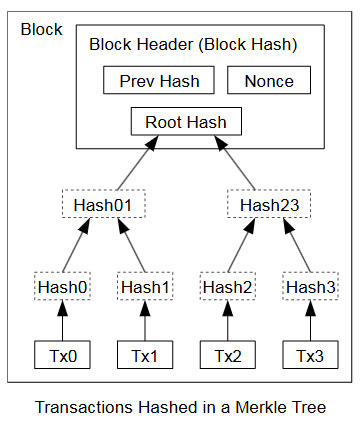 Block
Block Header (Block Hash)
Prev Hash
Nonce
Root Hash
Hash01
Hash23
Hash0
Hash1
Hash2
Hash3
Tx0
Tx1
Tx2
Tx3
Transactions Hashed in a Merkle Tree